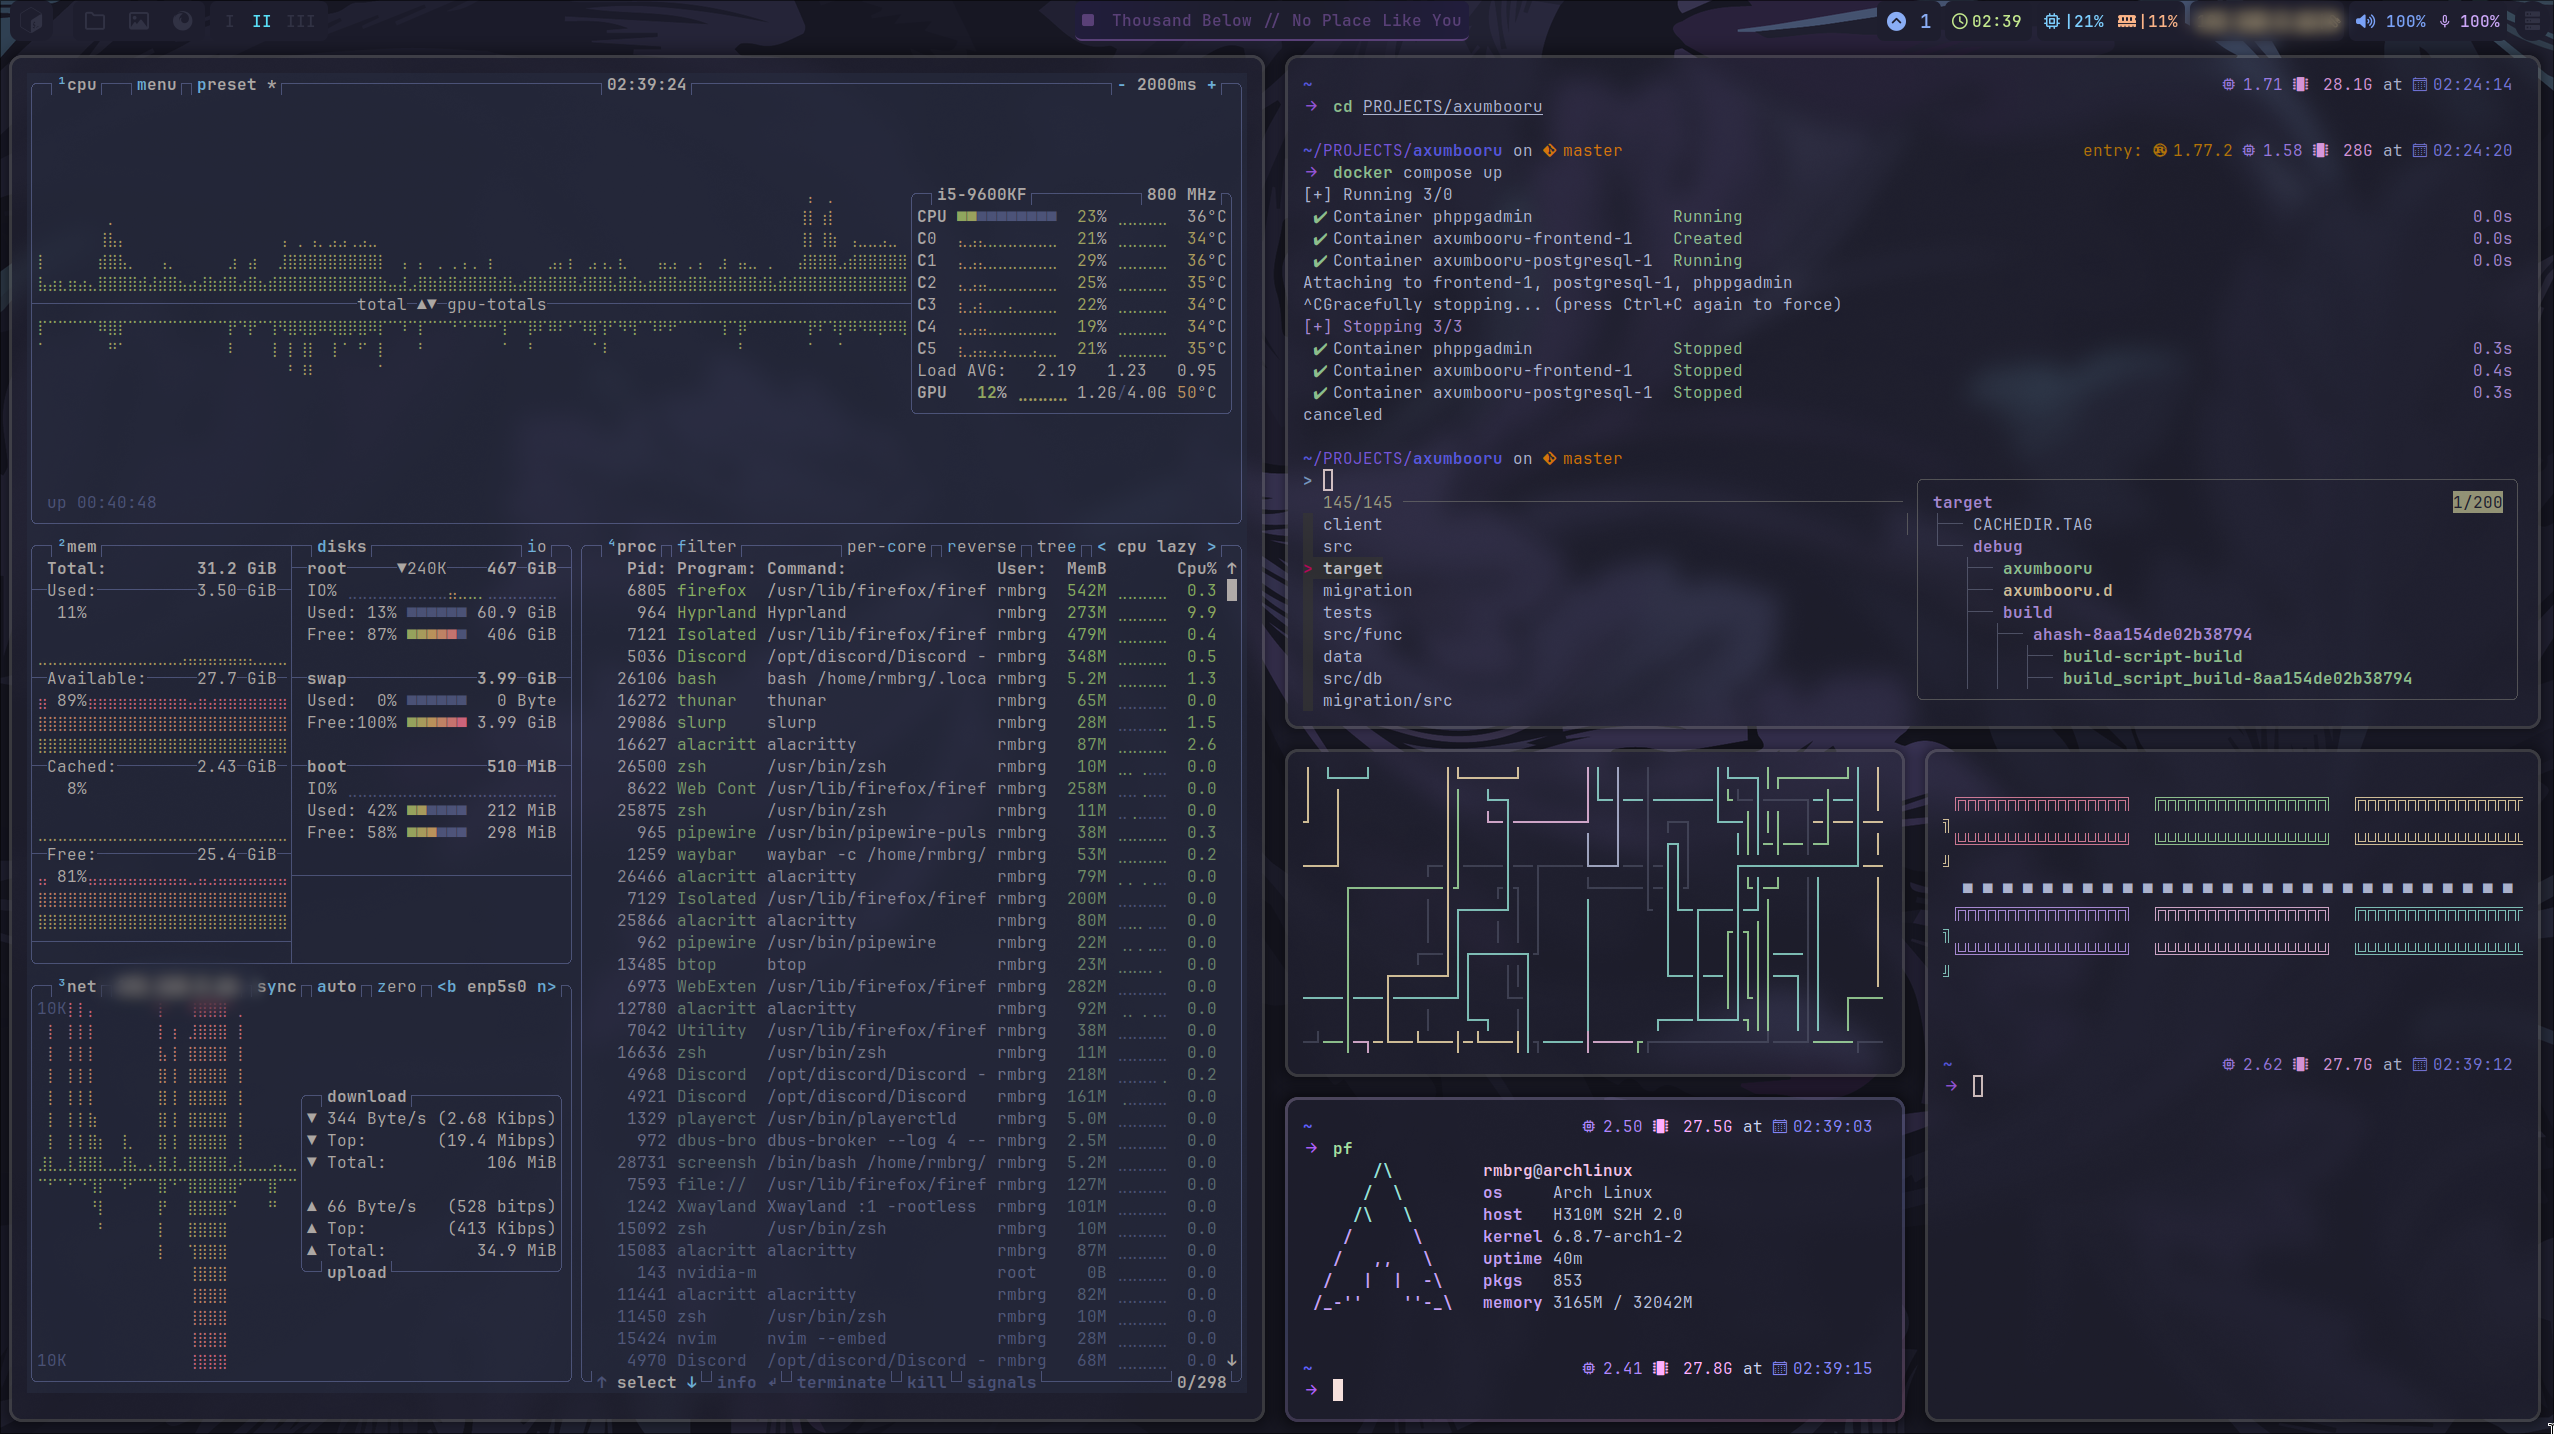 I II III
Thousand Below // No Place Like You
1 02:39 |21% |11% 100% 100%
¹cpu menu preset * 02:39:24 - 2000ms +
i5-9600KF 800 MHz
CPU 23% 36°C
C0 21% 34°C
C1 29% 36°C
C2 25% 35°C
C3 22% 34°C
C4 19% 34°C
C5 21% 35°C
Load AVG: 2.19 1.23 0.95
GPU 12% 1.2G/4.0G 50°C
total ▲▼ gpu-totals
up 00:40:48
²mem
Total: 31.2 GiB
Used: 3.50 GiB
11%
Available: 27.7 GiB
89%
Cached: 2.43 GiB
8%
Free: 25.4 GiB
81%
disks io
root ▼240K 467 GiB
IO%
Used: 13% 60.9 GiB
Free: 87% 406 GiB
swap 3.99 GiB
Used: 0% 0 Byte
Free:100% 3.99 GiB
boot 510 MiB
IO%
Used: 42% 212 MiB
Free: 58% 298 MiB
³net sync auto zero <b enp5s0 n>
10K
download
▼ 344 Byte/s (2.68 Kibps)
▼ Top: (19.4 Mibps)
▼ Total: 106 MiB
▲ 66 Byte/s (528 bitps)
▲ Top: (413 Kibps)
▲ Total: 34.9 MiB
upload
10K
⁴proc filter per-core reverse tree < cpu lazy >
Pid: Program: Command: User: MemB Cpu% ↑
6805 firefox /usr/lib/firefox/firef rmbrg 542M 0.3
964 Hyprland Hyprland rmbrg 273M 9.9
7121 Isolated /usr/lib/firefox/firef rmbrg 479M 0.4
5036 Discord /opt/discord/Discord - rmbrg 348M 0.5
26106 bash bash /home/rmbrg/.loca rmbrg 5.2M 1.3
16272 thunar thunar rmbrg 65M 0.0
29086 slurp slurp rmbrg 28M 1.5
16627 alacritt alacritty rmbrg 87M 2.6
26500 zsh /usr/bin/zsh rmbrg 10M 0.0
8622 Web Cont /usr/lib/firefox/firef rmbrg 258M 0.0
25875 zsh /usr/bin/zsh rmbrg 11M 0.0
965 pipewire /usr/bin/pipewire-puls rmbrg 38M 0.3
1259 waybar waybar -c /home/rmbrg/ rmbrg 53M 0.2
26466 alacritt alacritty rmbrg 79M 0.0
7129 Isolated /usr/lib/firefox/firef rmbrg 200M 0.0
25866 alacritt alacritty rmbrg 80M 0.0
962 pipewire /usr/bin/pipewire rmbrg 22M 0.0
13485 btop btop rmbrg 23M 0.0
6973 WebExten /usr/lib/firefox/firef rmbrg 282M 0.0
12780 alacritt alacritty rmbrg 92M 0.0
7042 Utility /usr/lib/firefox/firef rmbrg 38M 0.0
16636 zsh /usr/bin/zsh rmbrg 11M 0.0
4968 Discord /opt/discord/Discord - rmbrg 218M 0.2
4921 Discord /opt/discord/Discord rmbrg 161M 0.0
1329 playerct /usr/bin/playerctld rmbrg 5.0M 0.0
972 dbus-bro dbus-broker --log 4 -- rmbrg 2.5M 0.0
28731 screensh /bin/bash /home/rmbrg/ rmbrg 5.2M 0.0
7593 file:// /usr/lib/firefox/firef rmbrg 127M 0.0
1242 Xwayland Xwayland :1 -rootless rmbrg 101M 0.0
15092 zsh /usr/bin/zsh rmbrg 10M 0.0
15083 alacritt alacritty rmbrg 87M 0.0
143 nvidia-m root 0B 0.0
11441 alacritt alacritty rmbrg 82M 0.0
11450 zsh /usr/bin/zsh rmbrg 10M 0.0
15424 nvim nvim --embed rmbrg 28M 0.0
4970 Discord /opt/discord/Discord - rmbrg 68M 0.0 ↓
↑ select ↓ info ↲ terminate kill signals 0/298
~ 1.71 28.1G at 02:24:14
→ cd PROJECTS/axumbooru
~/PROJECTS/axumbooru on master entry: 1.77.2 1.58 28G at 02:24:20
→ docker compose up
[+] Running 3/0
✔ Container phppgadmin Running 0.0s
✔ Container axumbooru-frontend-1 Created 0.0s
✔ Container axumbooru-postgresql-1 Running 0.0s
Attaching to frontend-1, postgresql-1, phppgadmin
^CGracefully stopping... (press Ctrl+C again to force)
[+] Stopping 3/3
✔ Container phppgadmin Stopped 0.3s
✔ Container axumbooru-frontend-1 Stopped 0.4s
✔ Container axumbooru-postgresql-1 Stopped 0.3s
canceled
~/PROJECTS/axumbooru on master
>
145/145
client
src
> target
migration
tests
src/func
data
src/db
migration/src
target 1/200
CACHEDIR.TAG
debug
axumbooru
axumbooru.d
build
ahash-8aa154de02b38794
build-script-build
build_script_build-8aa154de02b38794
~ 2.50 27.5G at 02:39:03
→ pf
rmbrg@archlinux
os Arch Linux
host H310M S2H 2.0
kernel 6.8.7-arch1-2
uptime 40m
pkgs 853
memory 3165M / 32042M
~ 2.41 27.8G at 02:39:15
→
~ 2.62 27.7G at 02:39:12
→